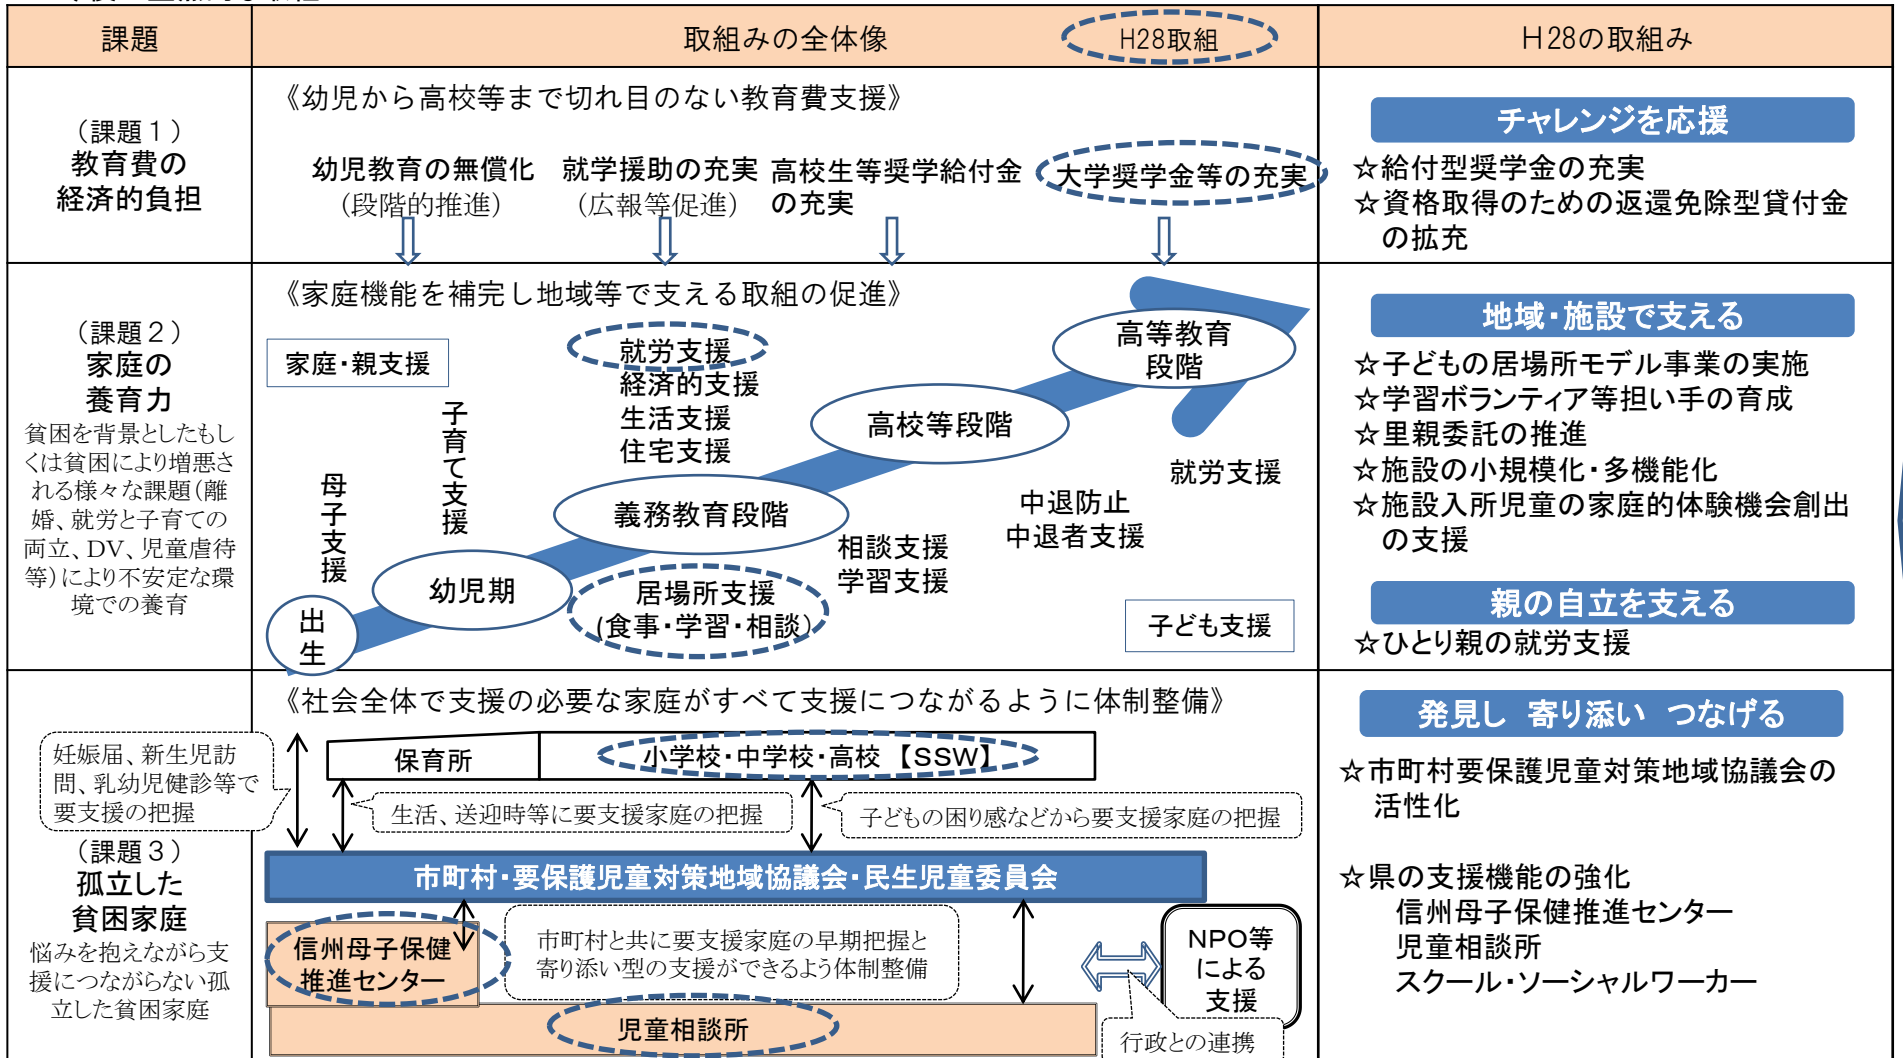 課題
取組みの全体像
H28取組
H28の取組み
（課題１）
教育費の
経済的負担
《幼児から高校等まで切れ目のない教育費支援》
幼児教育の無償化
（段階的推進）
就学援助の充実
（広報等促進）
高校生等奨学給付金
の充実
大学奨学金等の充実
チャレンジを応援
☆給付型奨学金の充実
☆資格取得のための返還免除型貸付金
の拡充
（課題２）
家庭の
養育力
貧困を背景としたもし
くは貧困により増悪さ
れる様々な課題（離
婚、就労と子育ての
両立、DV、児童虐待
等）により不安定な環
境での養育
《家庭機能を補完し地域等で支える取組の促進》
家庭・親支援
就労支援
経済的支援
生活支援
住宅支援
子育て支援
母子支援
出生
幼児期
義務教育段階
高校等段階
高等教育
段階
居場所支援
(食事・学習・相談)
相談支援
学習支援
中退防止
中退者支援
就労支援
子ども支援
地域・施設で支える
☆子どもの居場所モデル事業の実施
☆学習ボランティア等担い手の育成
☆里親委託の推進
☆施設の小規模化・多機能化
☆施設入所児童の家庭的体験機会創出
の支援
親の自立を支える
☆ひとり親の就労支援
《社会全体で支援の必要な家庭がすべて支援につながるように体制整備》
妊娠届、新生児訪
問、乳幼児健診等で
要支援の把握
（課題３）
孤立した
貧困家庭
悩みを抱えながら支
援につながらない孤
立した貧困家庭
保育所
小学校・中学校・高校 【SSW】
生活、送迎時等に要支援家庭の把握
子どもの困り感などから要支援家庭の把握
市町村・要保護児童対策地域協議会・民生児童委員会
信州母子保健
推進センター
市町村と共に要支援家庭の早期把握と
寄り添い型の支援ができるよう体制整備
NPO等
による
支援
児童相談所
行政との連携
発見し 寄り添い つなげる
☆市町村要保護児童対策地域協議会の
活性化
☆県の支援機能の強化
信州母子保健推進センター
児童相談所
スクール・ソーシャルワーカー